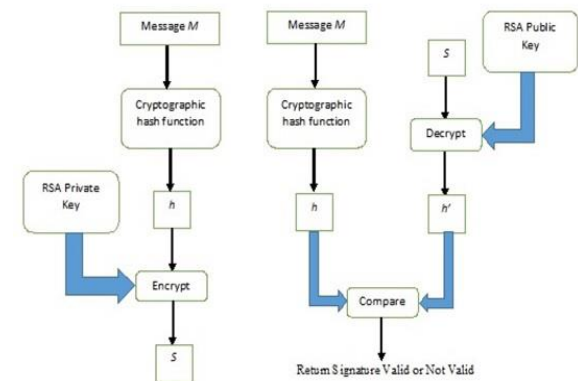 Message M
Cryptographic
hash function
RSA Private
Key
h
Encrypt
S
Message M
Cryptographic
hash function
h
RSA Public
Key
S
Decrypt
h'
Compare
Return Signature Valid or Not Valid